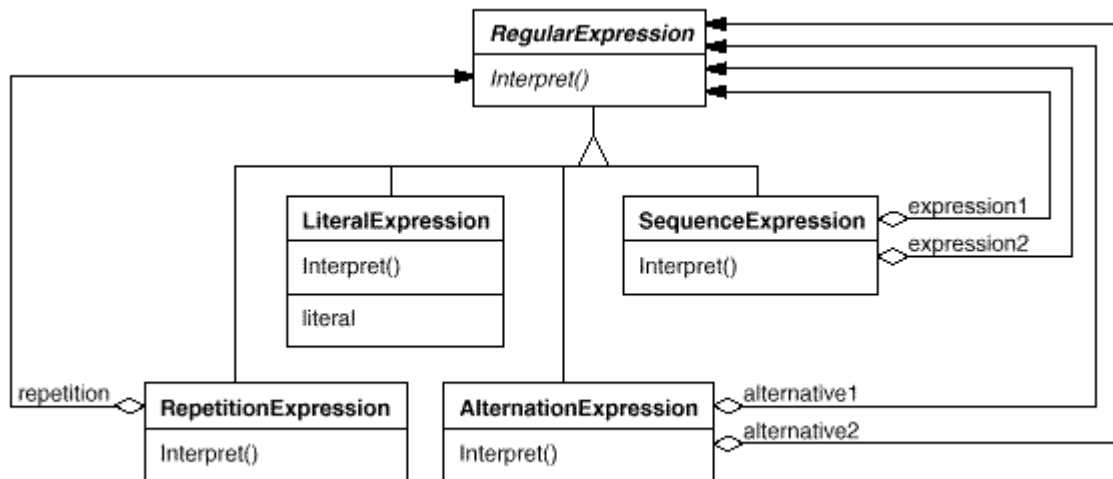 RegularExpression
Interpret()
LiteralExpression
Interpret()
literal
SequenceExpression
Interpret()
expression1
expression2
repetition
RepetitionExpression
Interpret()
AlternationExpression
Interpret()
alternative1
alternative2